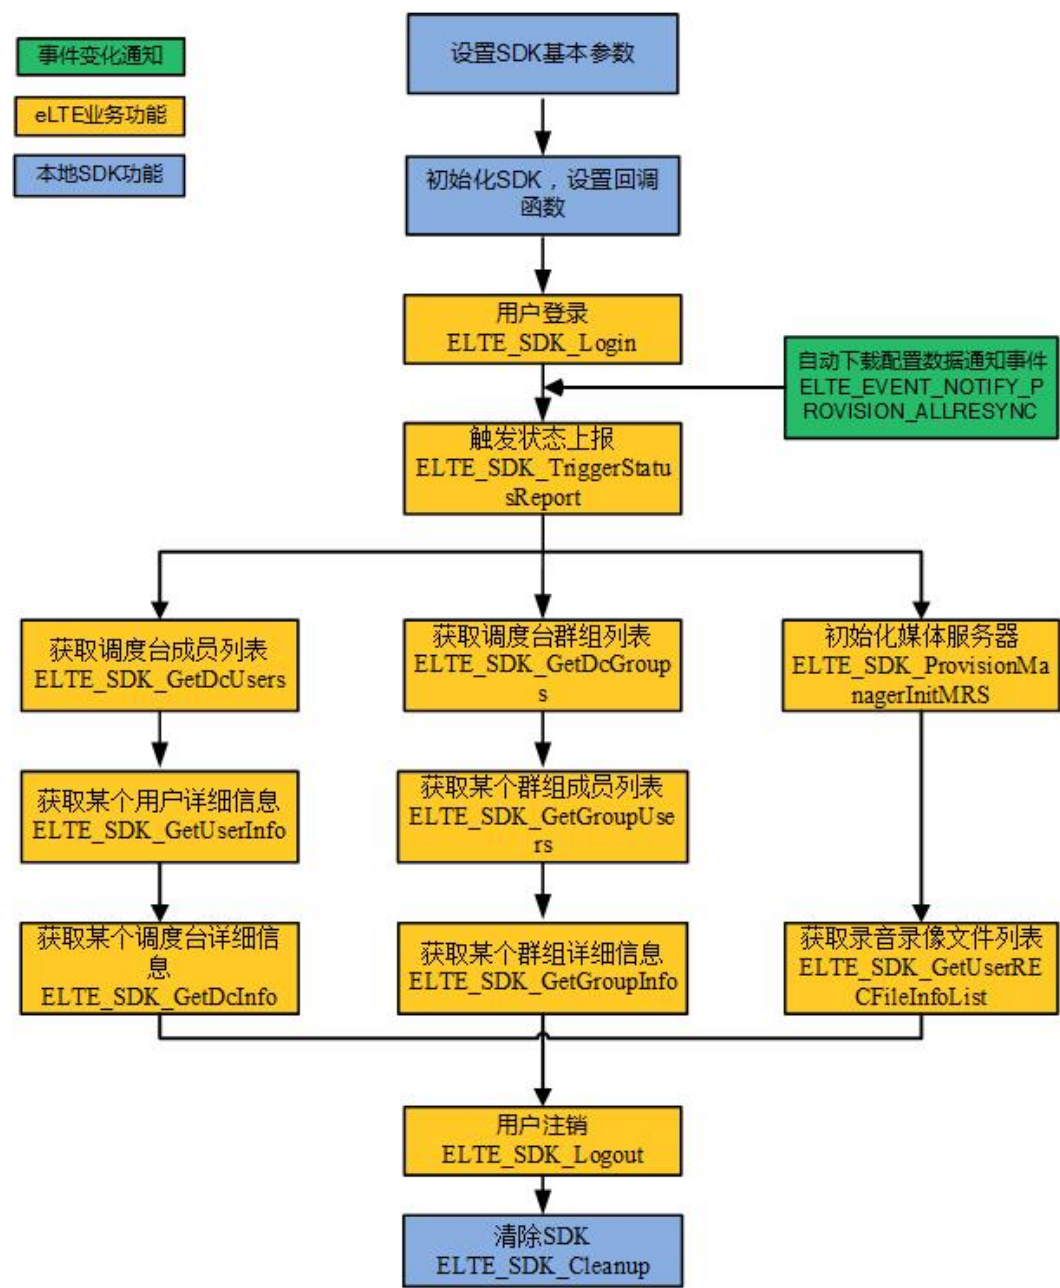 设置SDK基本参数
事件变化通知
eLTE业务功能
本地SDK功能
初始化SDK，设置回调
函数
用户登录
ELTE_SDK_Login
自动下载配置数据通知事件
ELTE_EVENT_NOTIFY_P
ROVISION_ALLRESYNC
触发状态上报
ELTE_SDK_TriggerStatu
sReport
获取调度台成员列表
ELTE_SDK_GetDcUsers
获取调度台群组列表
ELTE_SDK_GetDcGroup
s
初始化媒体服务器
ELTE_SDK_ProvisionMa
nagerInitMRS
获取某个用户详细信息
ELTE_SDK_GetUserInfo
获取某个群组成员列表
ELTE_SDK_GetGroupUse
rs
获取某个调度台详细信
息
ELTE_SDK_GetDcInfo
获取某个群组详细信息
ELTE_SDK_GetGroupInfo
获取录音录像文件列表
ELTE_SDK_GetUserRE
CFileInfoList
用户注销
ELTE_SDK_Logout
清除SDK
ELTE_SDK_Cleanup